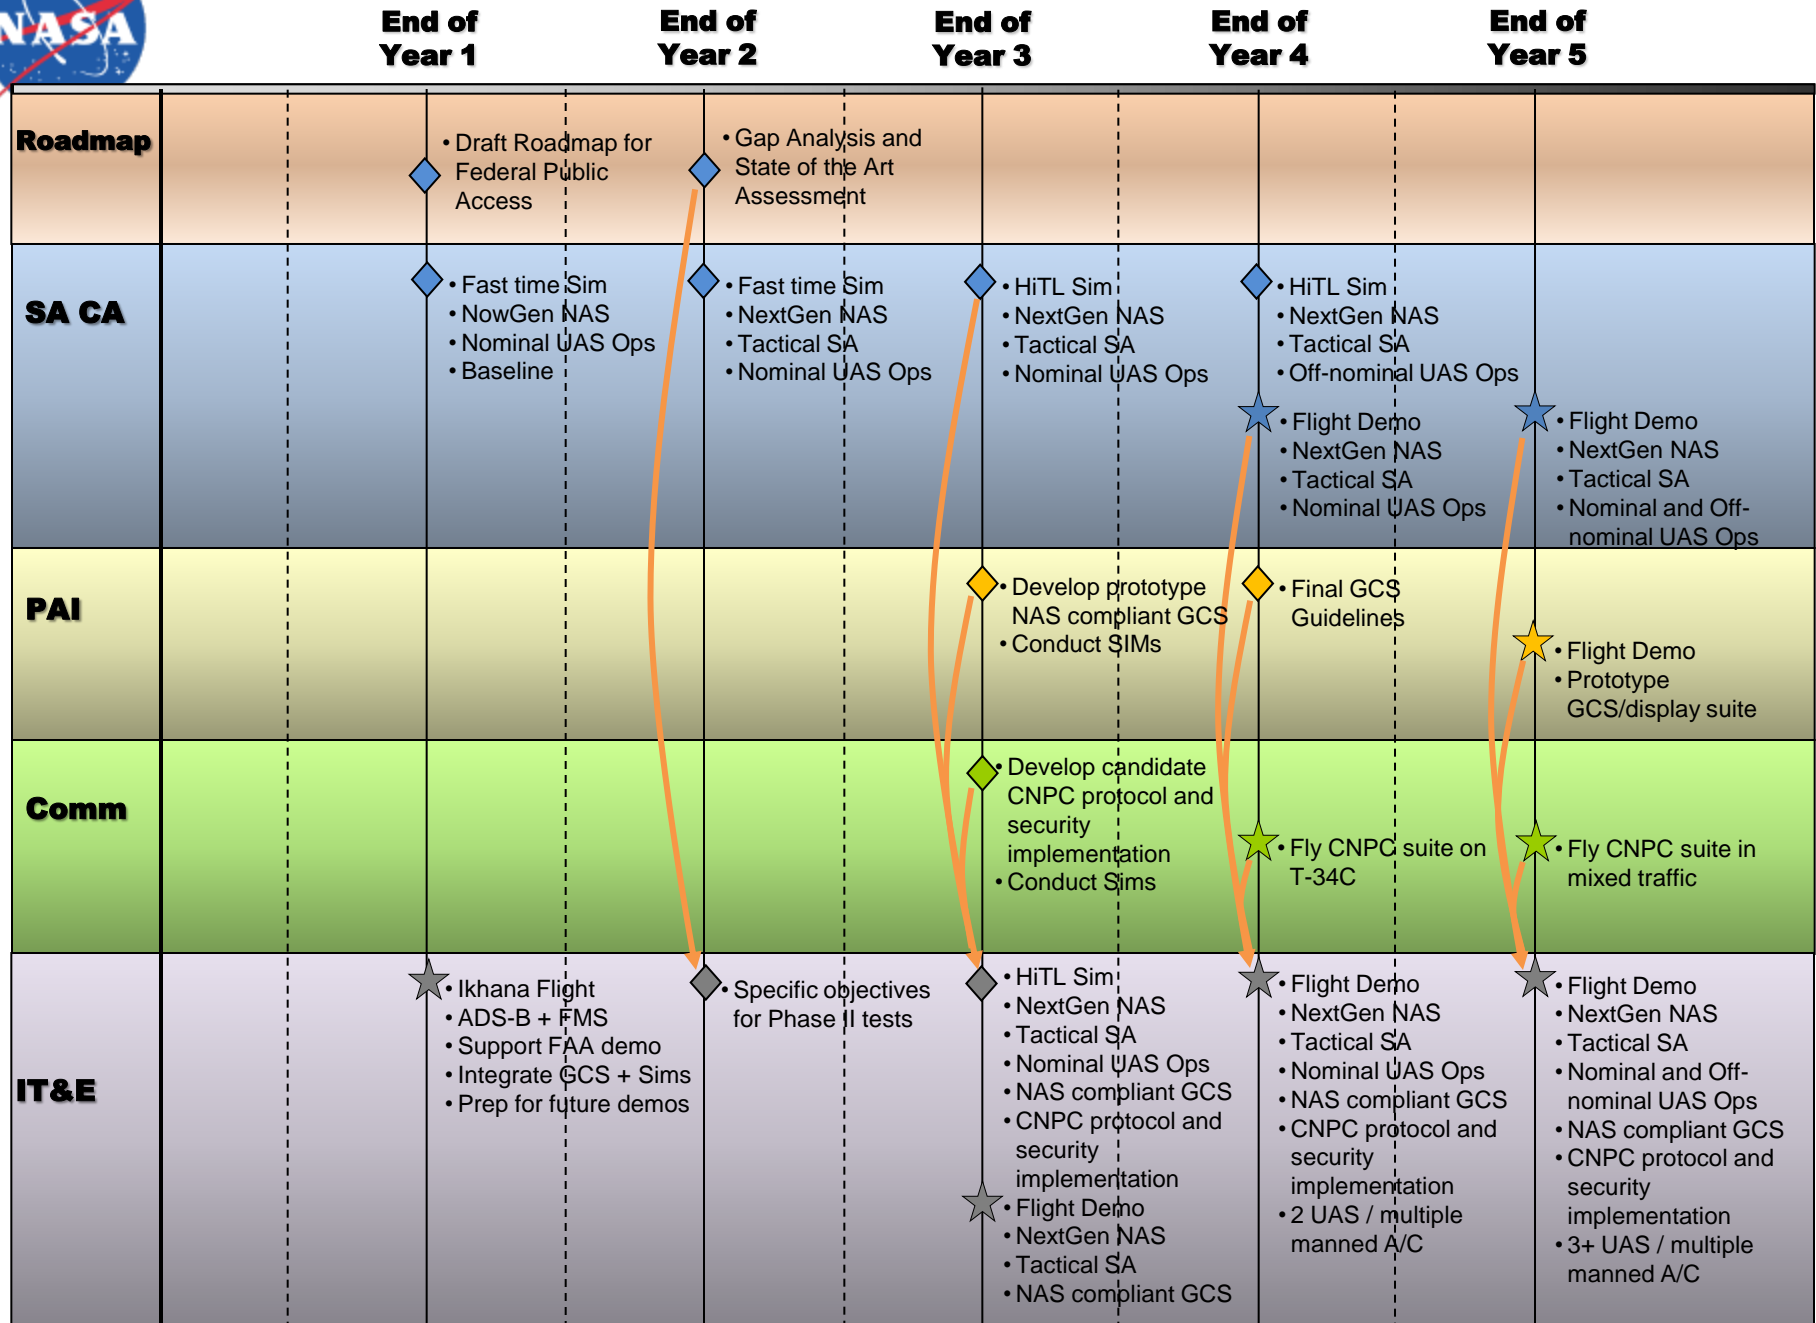 NASA
End of
Year 1
End of
Year 2
End of
Year 3
End of
Year 4
End of
Year 5
Roadmap
• Draft Roadmap for
Federal Public
Access
• Gap Analysis and
State of the Art
Assessment
SA CA
• Fast time Sim
• NowGen NAS
• Nominal UAS Ops
• Baseline
• Fast time Sim
• NextGen NAS
• Tactical SA
• Nominal UAS Ops
• HiTL Sim
• NextGen NAS
• Tactical SA
• Nominal UAS Ops
• HiTL Sim
• NextGen NAS
• Tactical SA
• Off-nominal UAS Ops
• Flight Demo
• NextGen NAS
• Tactical SA
• Nominal UAS Ops
• Flight Demo
• NextGen NAS
• Tactical SA
• Nominal and Off-
nominal UAS Ops
PAI
• Develop prototype
NAS compliant GCS
• Conduct SIMs
• Final GCS
Guidelines
• Flight Demo
• Prototype
GCS/display suite
Comm
• Develop candidate
CNPC protocol and
security
implementation
• Conduct Sims
• Fly CNPC suite on
T-34C
• Fly CNPC suite in
mixed traffic
IT&E
• Ikhana Flight
• ADS-B + FMS
• Support FAA demo
• Integrate GCS + Sims
• Prep for future demos
• Specific objectives
for Phase II tests
• HiTL Sim
• NextGen NAS
• Tactical SA
• Nominal UAS Ops
• NAS compliant GCS
• CNPC protocol and
security
implementation
• Flight Demo
• NextGen NAS
• Tactical SA
• NAS compliant GCS
• Flight Demo
• NextGen NAS
• Tactical SA
• Nominal UAS Ops
• NAS compliant GCS
• CNPC protocol and
security
implementation
• 2 UAS / multiple
manned A/C
• Flight Demo
• NextGen NAS
• Tactical SA
• Nominal and Off-
nominal UAS Ops
• NAS compliant GCS
• CNPC protocol and
security
implementation
• 3+ UAS / multiple
manned A/C